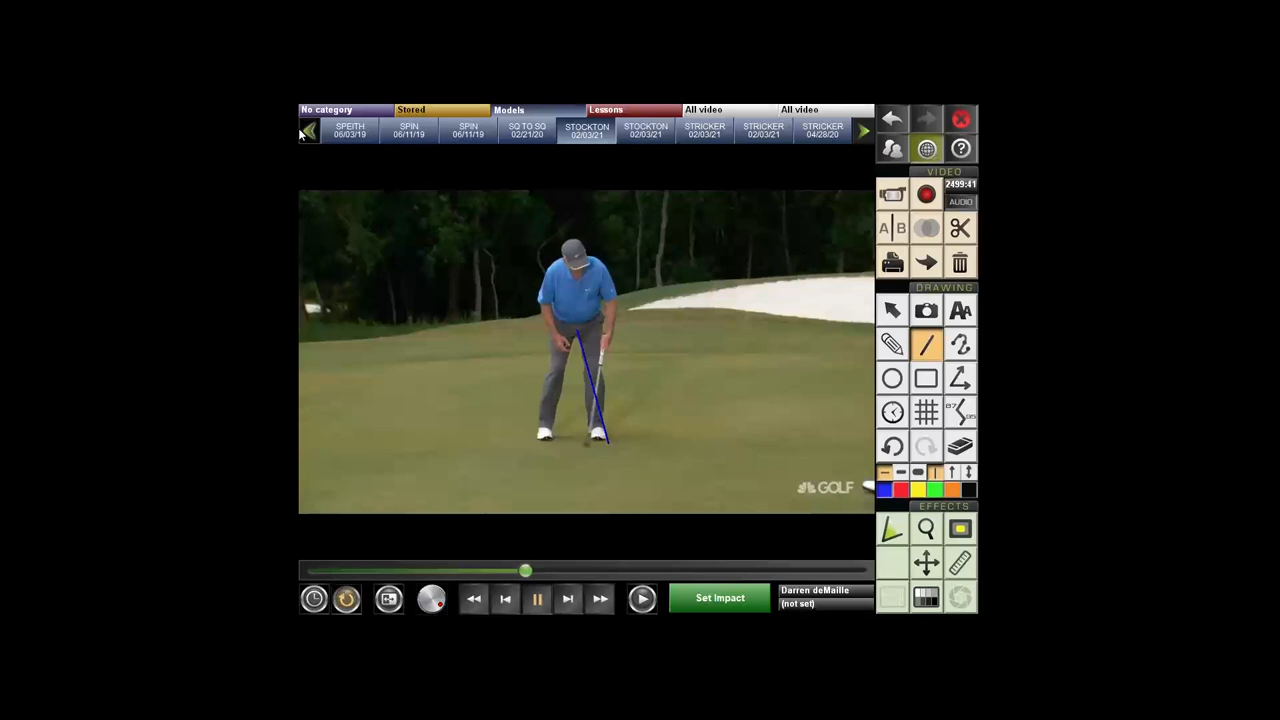 No category Stored Models Lessons All video All video
SPEITH SPIN SPIN SQ TO SQ STOCKTON STOCKTON STRICKER STRICKER STRICKER
06/03/19 06/11/19 06/11/19 02/21/20 02/03/21 02/03/21 02/03/21 02/03/21 04/28/20
VIDEO
2499:41
AUDIO
A B
DRAWING
AA
87 95
GOLF
EFFECTS
Set Impact
Darren deMaille
(not set)